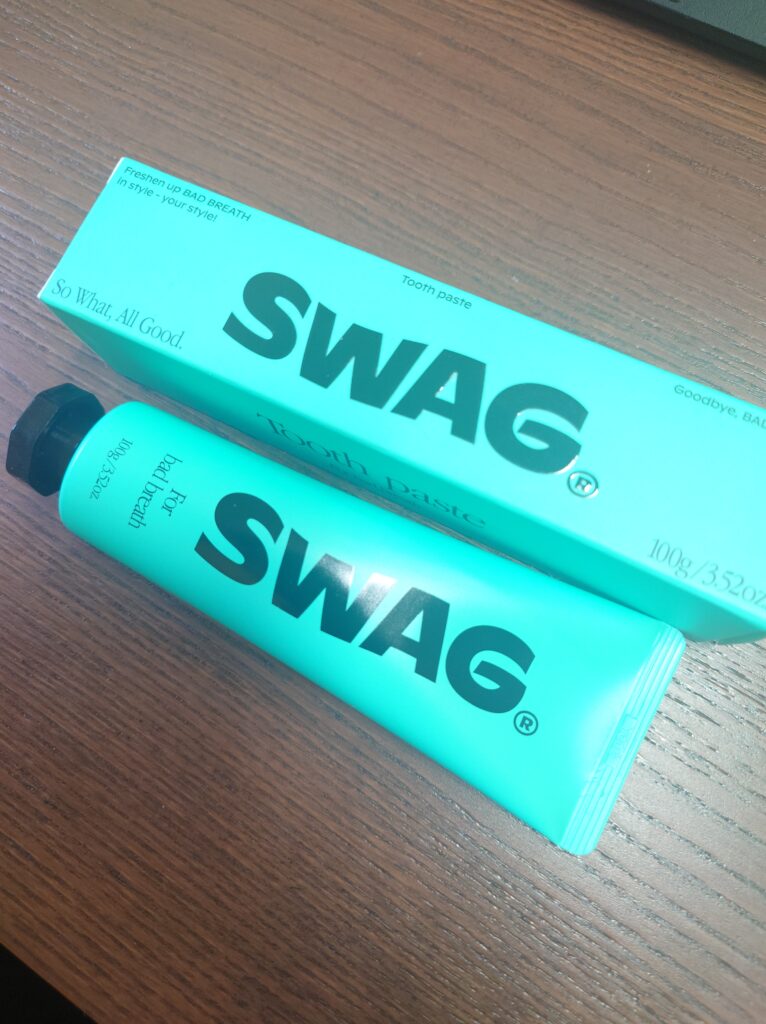 Freshen up BAD BREATH
in style - your style!
So What, All Good.
Tooth paste
SWAG®
Goodbye, BAD
Tooth paste
100g/3.52oz
For
bad breath
100g/3.52oz.
SWAG®